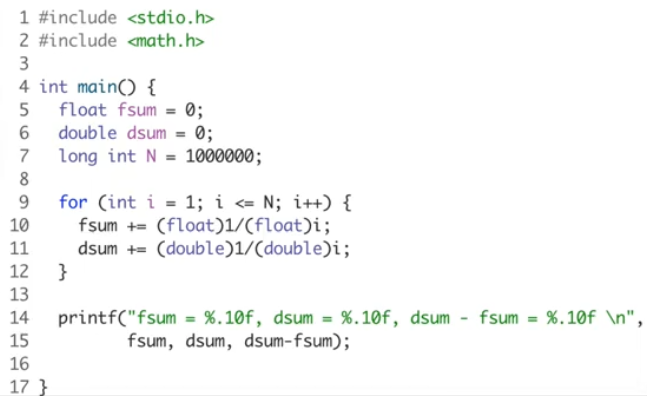 1 #include <stdio.h>
2 #include <math.h>
3
4 int main() {
5   float fsum = 0;
6   double dsum = 0;
7   long int N = 1000000;
8
9   for (int i = 1; i <= N; i++) {
10     fsum += (float)1/(float)i;
11     dsum += (double)1/(double)i;
12   }
13
14   printf("fsum = %.10f, dsum = %.10f, dsum - fsum = %.10f \n",
15          fsum, dsum, dsum-fsum);
16
17 }